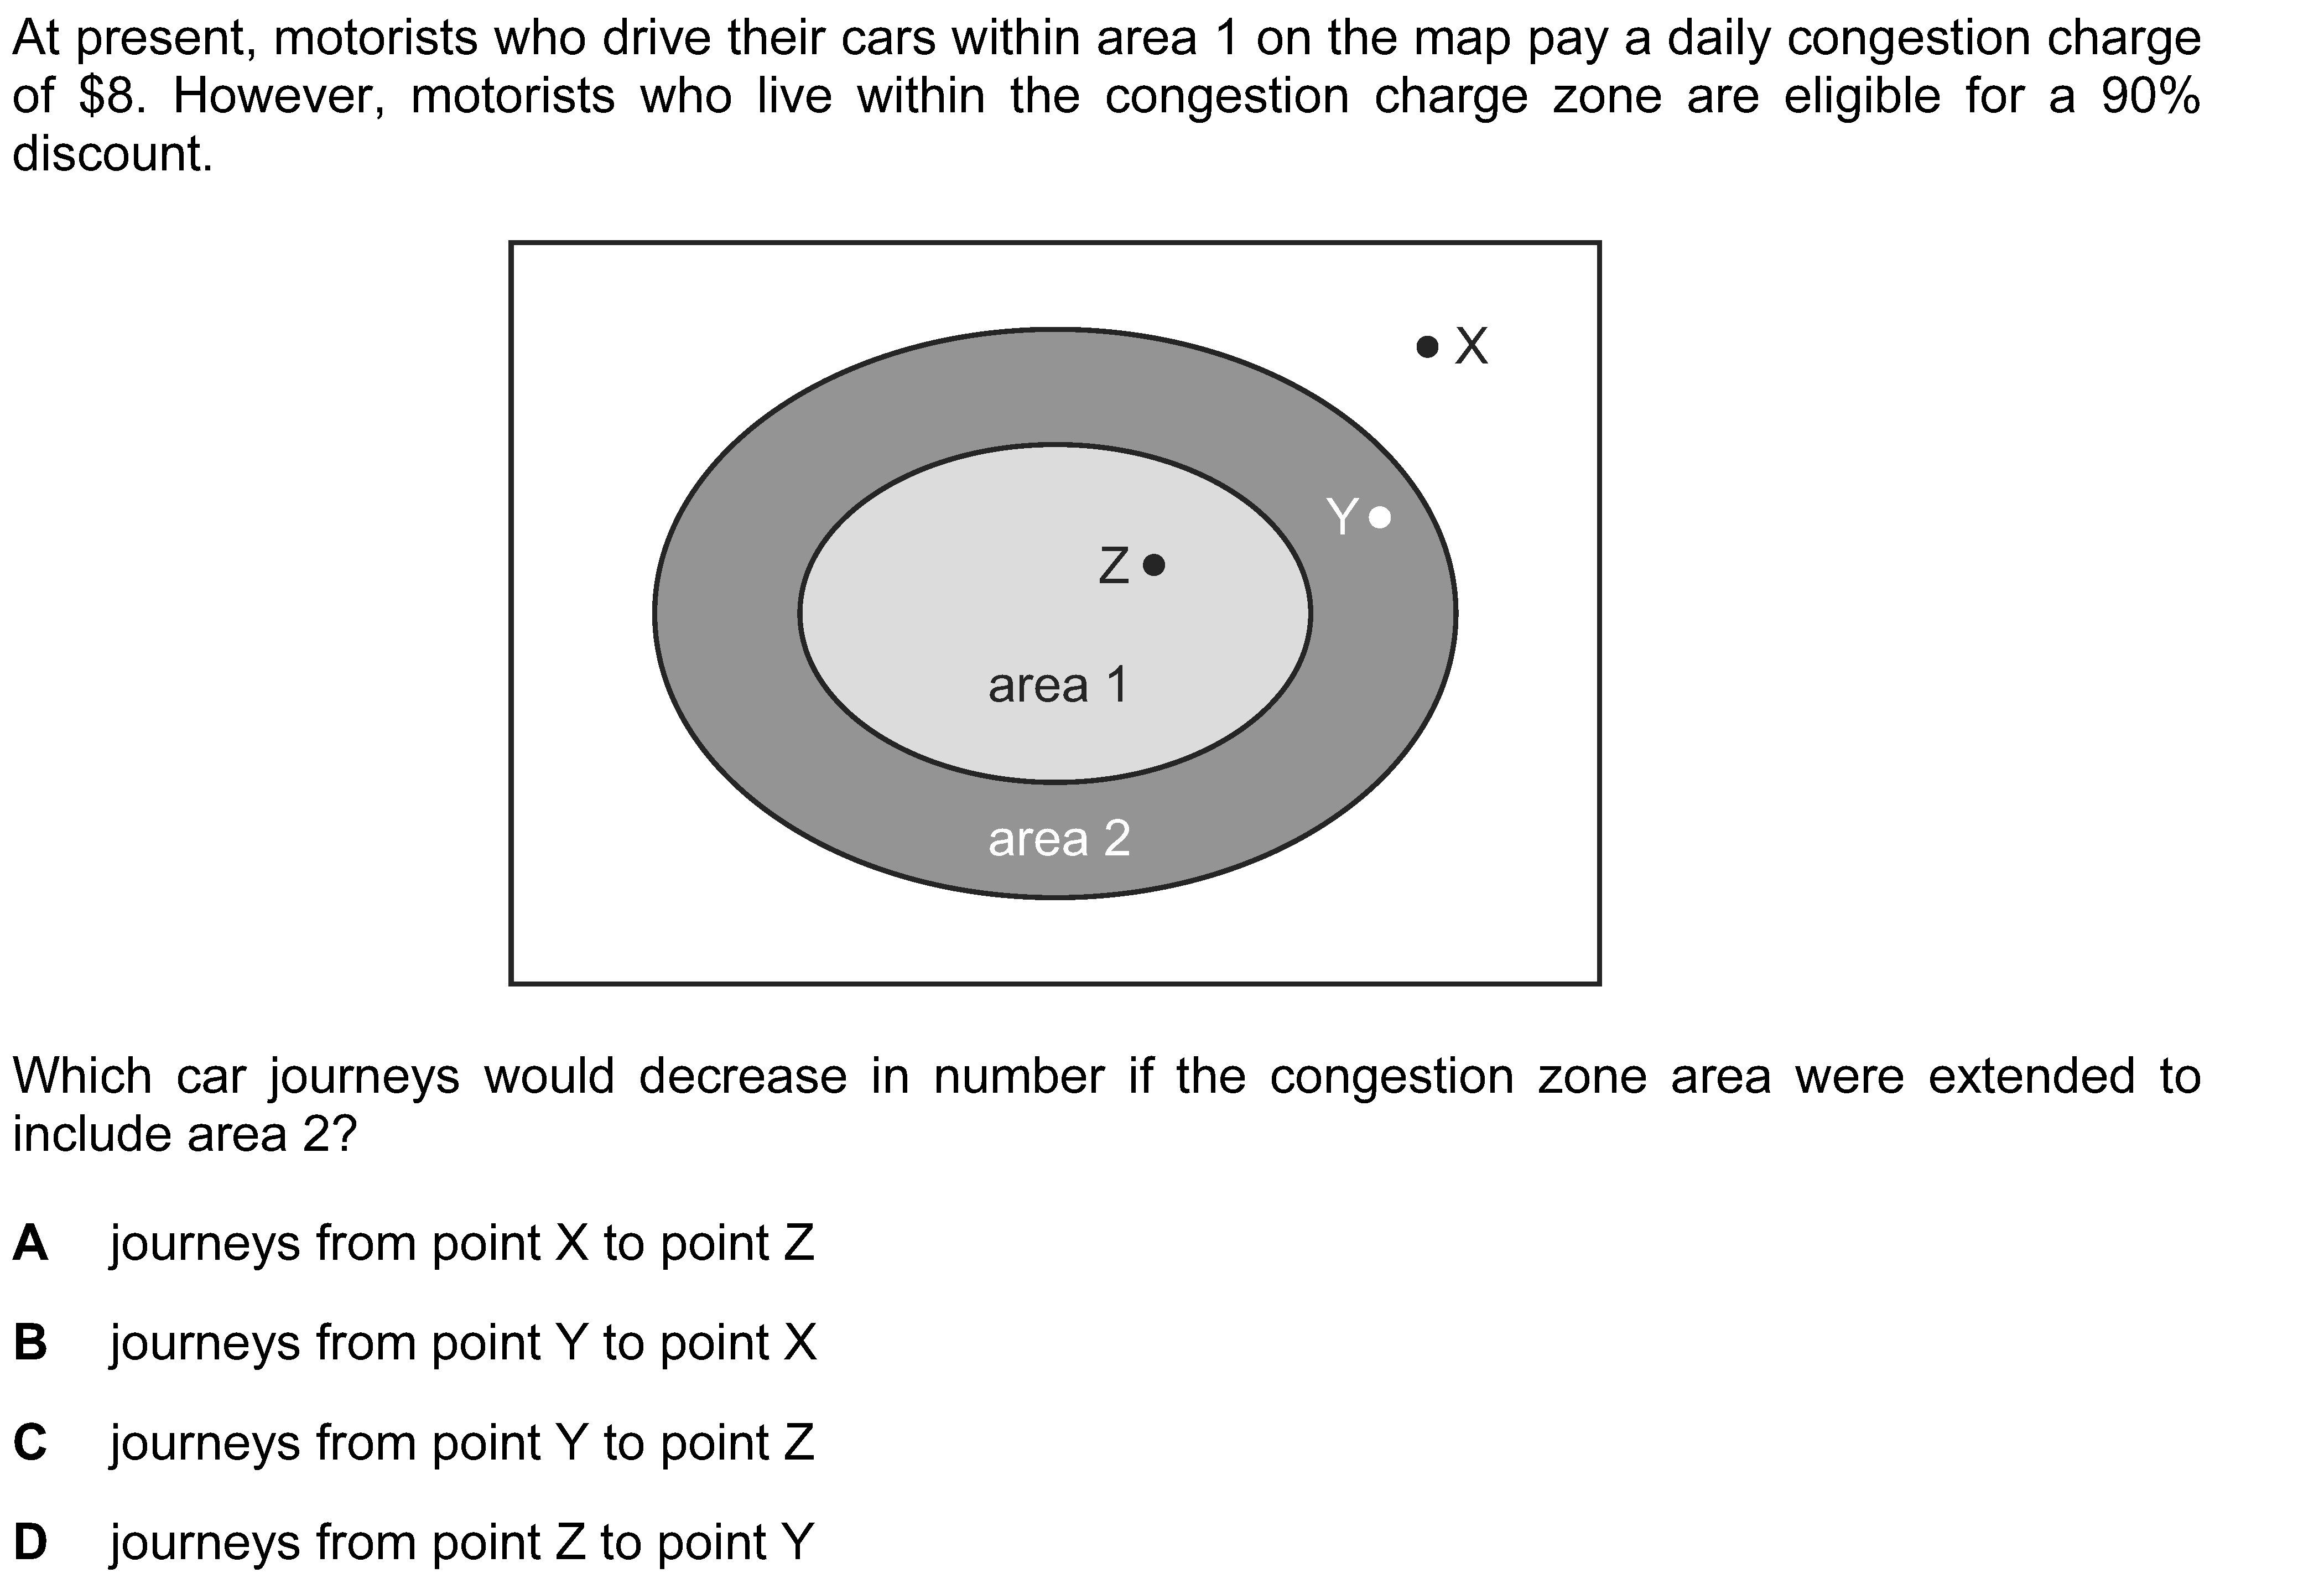 At present, motorists who drive their cars within area 1 on the map pay a daily congestion charge
of $8. However, motorists who live within the congestion charge zone are eligible for a 90%
discount.
X
Y
Z
area 1
area 2
Which car journeys would decrease in number if the congestion zone area were extended to
include area 2?
A journeys from point X to point Z
B journeys from point Y to point X
C journeys from point Y to point Z
D journeys from point Z to point Y